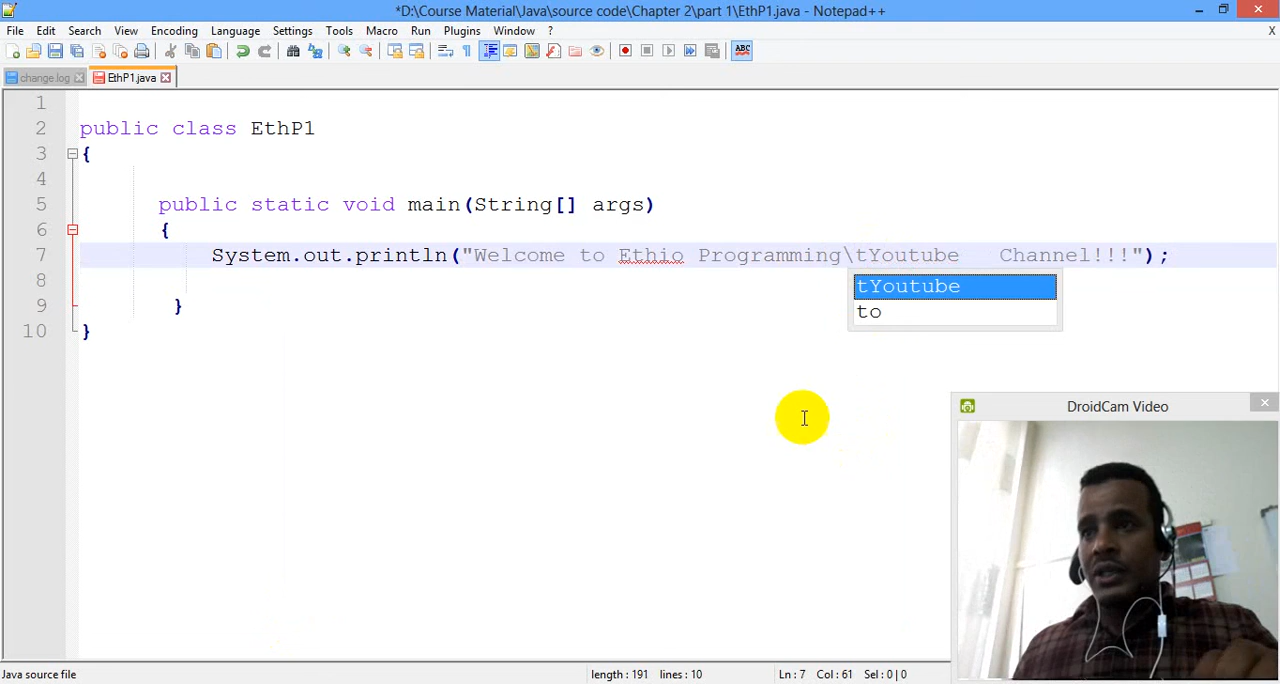 *D:\Course Material\Java\source code\Chapter 2\part 1\EthP1.java - Notepad++
File Edit Search View Encoding Language Settings Tools Macro Run Plugins Window ? X
ABC
change.log EthP1.java
1
2 public class EthP1
3 {
4
5 public static void main(String[] args)
6 {
7 System.out.println("Welcome to Ethio Programming\tYoutube   Channel!!!");
tYoutube
8
to
9 }
10 }
DroidCam Video
Java source file length : 191 lines : 10 Ln : 7 Col : 61 Sel : 0 | 0